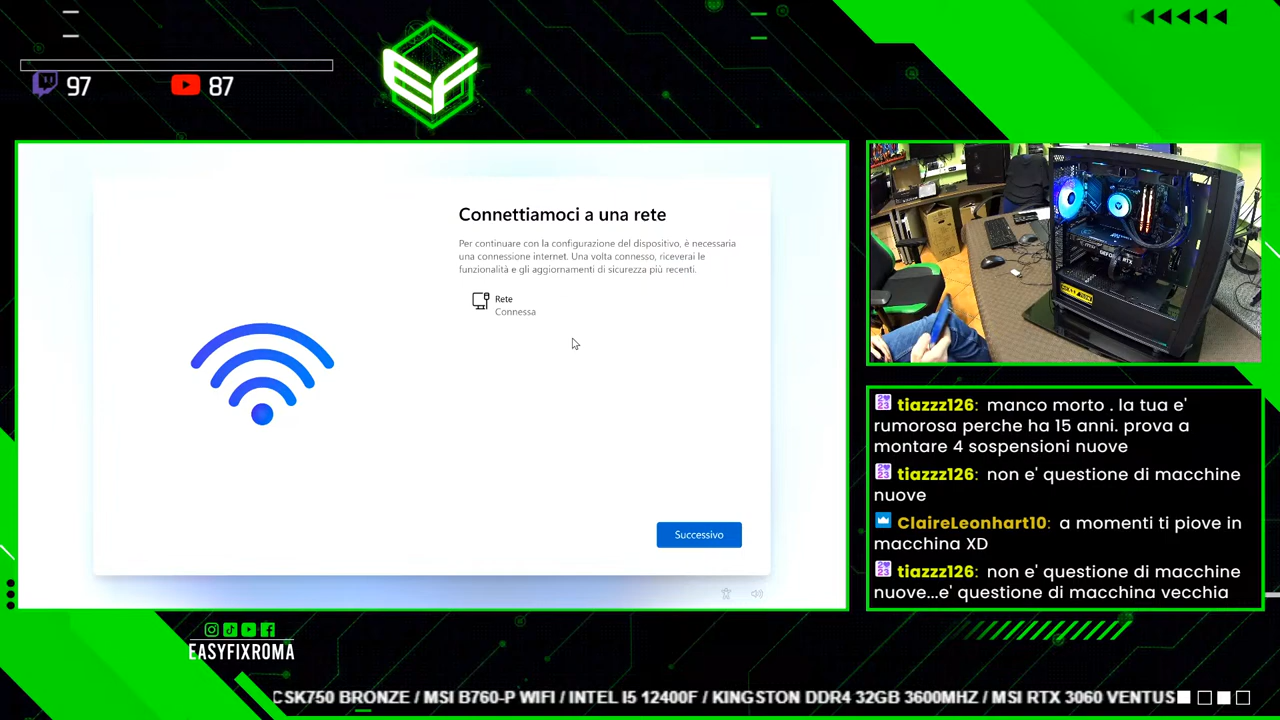 97
87
EF
Connettiamoci a una rete
Per continuare con la configurazione del dispositivo, è necessaria
una connessione internet. Una volta connesso, riceverai le
funzionalità e gli aggiornamenti di sicurezza più recenti.
Rete
Connessa
Successivo
GEFORCE RTX
tiazzz126: manco morto . la tua e'
rumorosa perche ha 15 anni. prova a
montare 4 sospensioni nuove
tiazzz126: non e' questione di macchine
nuove
ClaireLeonhart10: a momenti ti piove in
macchina XD
tiazzz126: non e' questione di macchine
nuove...e' questione di macchina vecchia
EASYFIXROMA
CSK750 BRONZE / MSI B760-P WIFI / INTEL I5 12400F / KINGSTON DDR4 32GB 3600MHZ / MSI RTX 3060 VENTUS